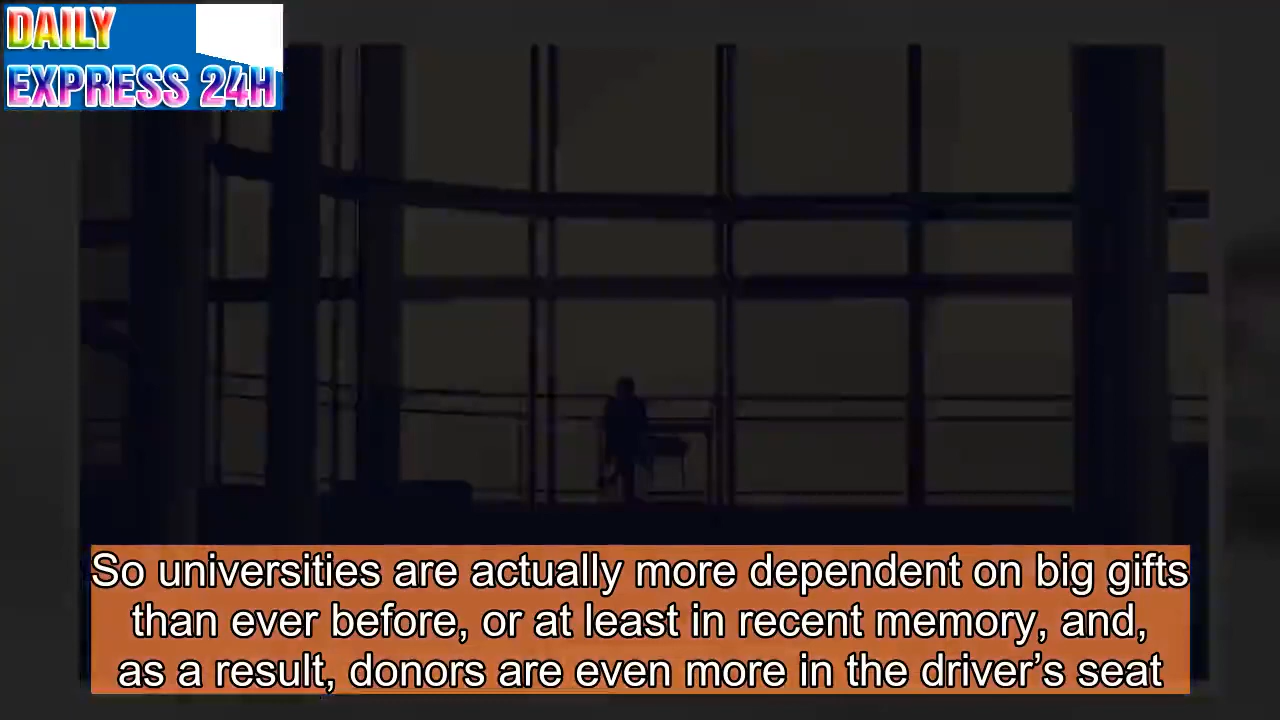 DAILY
EXPRESS 24H
So universities are actually more dependent on big gifts
than ever before, or at least in recent memory, and,
as a result, donors are even more in the driver’s seat